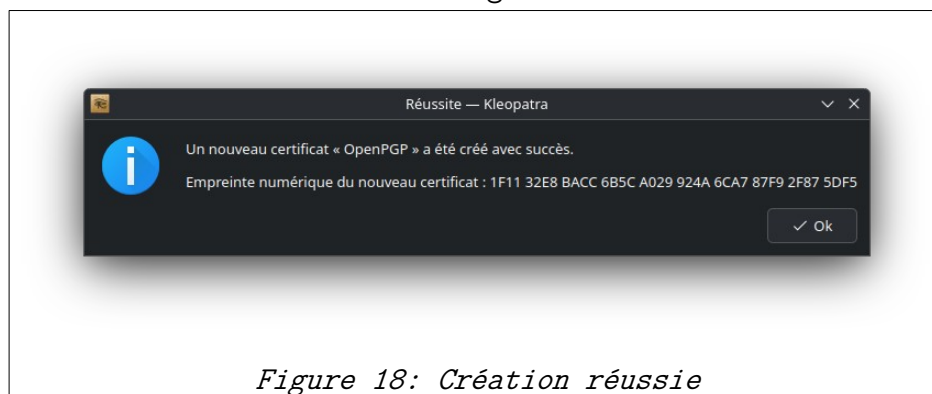 Réussite — Kleopatra
Un nouveau certificat « OpenPGP » a été créé avec succès.
Empreinte numérique du nouveau certificat : 1F11 32E8 BACC 6B5C A029 924A 6CA7 87F9 2F87 5DF5
Ok
Figure 18: Création réussie